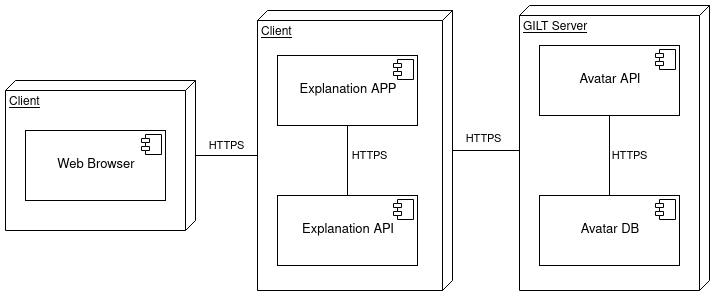 Client
Web Browser
HTTPS
Client
Explanation APP
HTTPS
Explanation API
HTTPS
GILT Server
Avatar API
HTTPS
Avatar DB